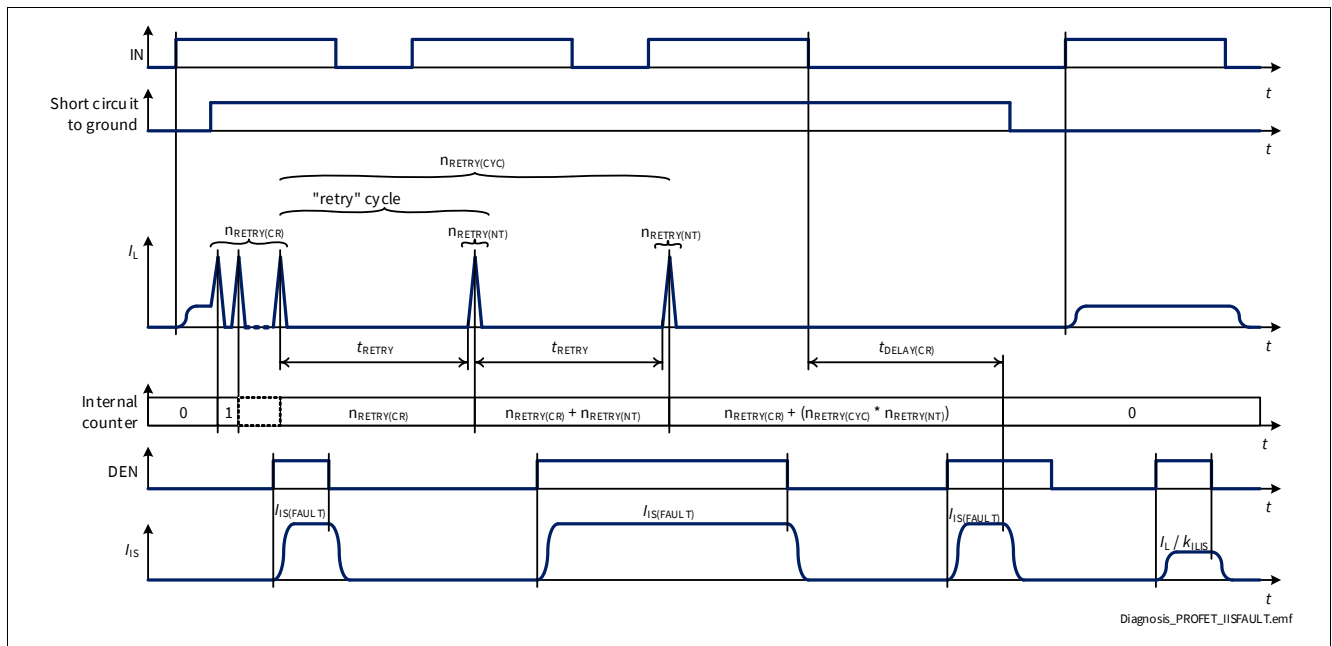 IN
t
Short circuit
to ground
t
nRETRY(CYC)
"retry" cycle
nRETRY(CR)
nRETRY(NT)
nRETRY(NT)
IL
t
tRETRY
tRETRY
tDELAY(CR)
Internal
counter
0
1
nRETRY(CR)
nRETRY(CR) + nRETRY(NT)
nRETRY(CR) + (nRETRY(CYC) * nRETRY(NT))
0
t
DEN
t
IIS(FAULT)
IIS(FAULT)
IIS(FAULT)
IL / kILIS
IIS
t
Diagnosis_PROFET_IISFAULT.emf